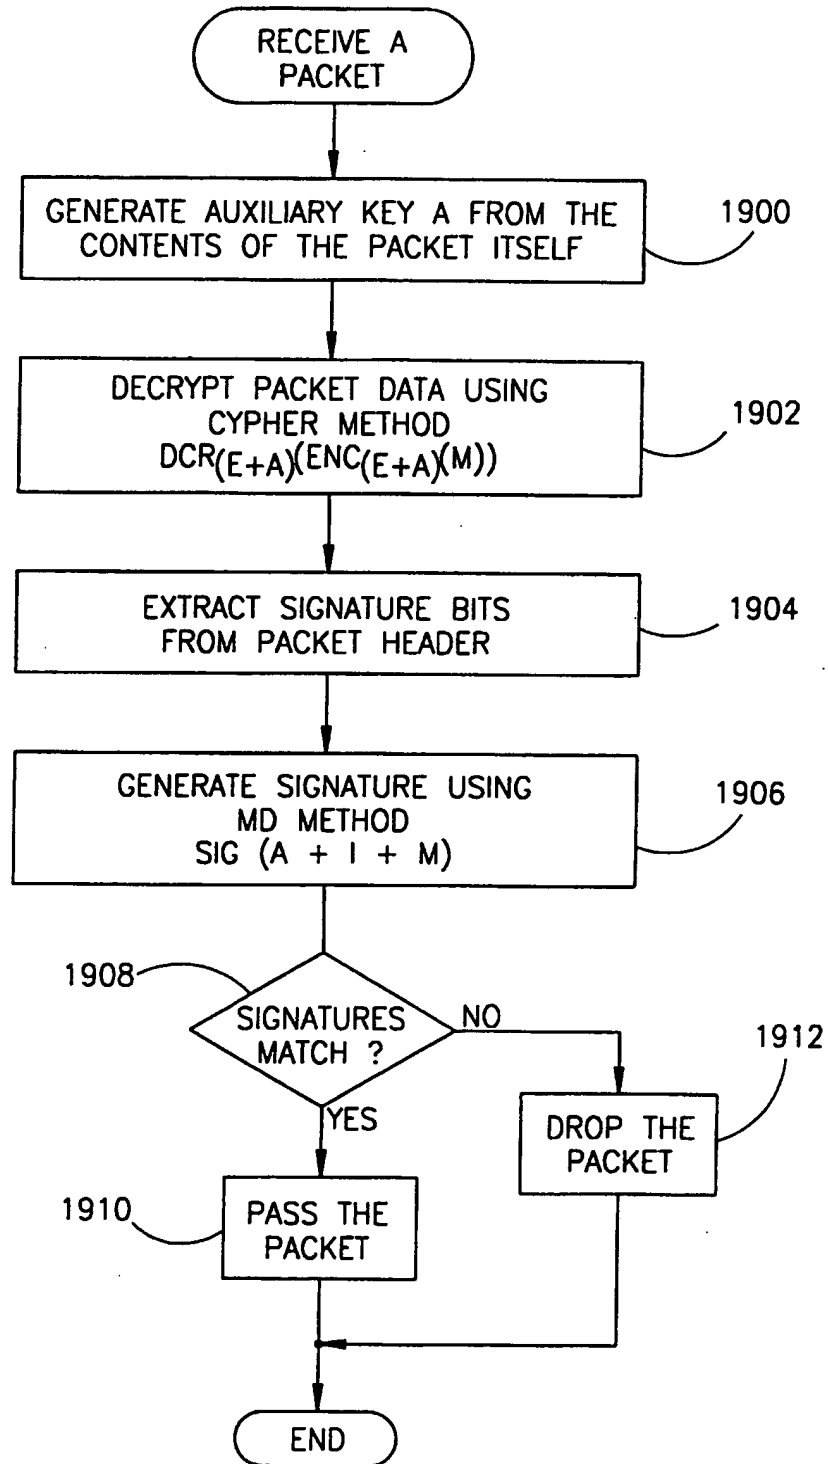 RECEIVE A
PACKET
GENERATE AUXILIARY KEY A FROM THE
CONTENTS OF THE PACKET ITSELF
1900
DECRYPT PACKET DATA USING
CYPHER METHOD
DCR(E+A)(ENC(E+A)(M))
1902
EXTRACT SIGNATURE BITS
FROM PACKET HEADER
1904
GENERATE SIGNATURE USING
MD METHOD
SIG (A + I + M)
1906
1908
SIGNATURES
MATCH ?
NO
YES
1912
DROP THE
PACKET
1910
PASS THE
PACKET
END